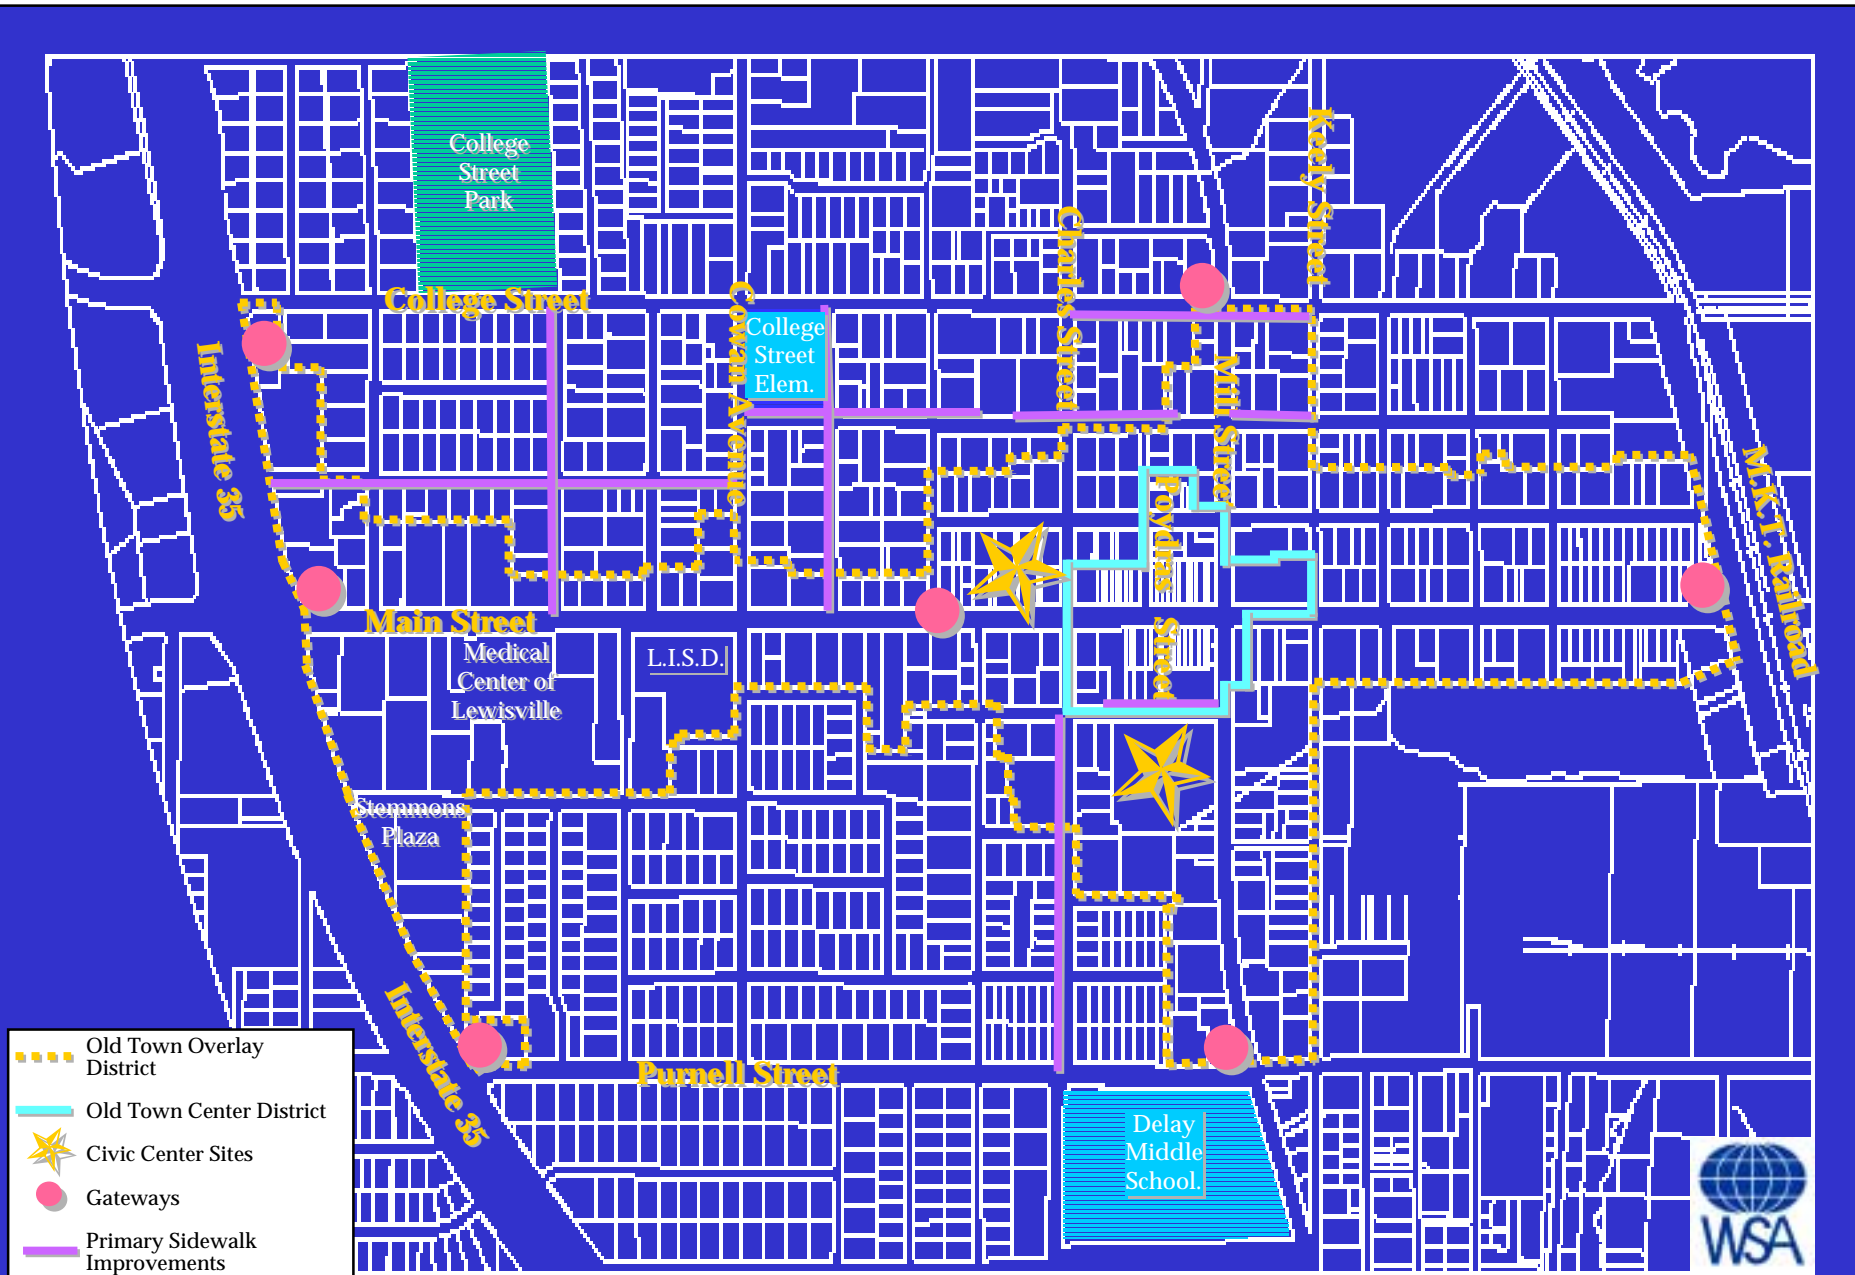 College
Street
Park
Keely Street
Charles Street
College Street
Cowan Avenue
College
Street
Elem.
Interstate 35
Mill Street
M.K.T. Railroad
Poydras
Street
Main Street
Medical
Center of
Lewisville
L.I.S.D.
Stemmons
Plaza
Interstate 35
Purnell Street
Delay
Middle
School.
Old Town Overlay
District
Old Town Center District
Civic Center Sites
Gateways
Primary Sidewalk
Improvements
WSA